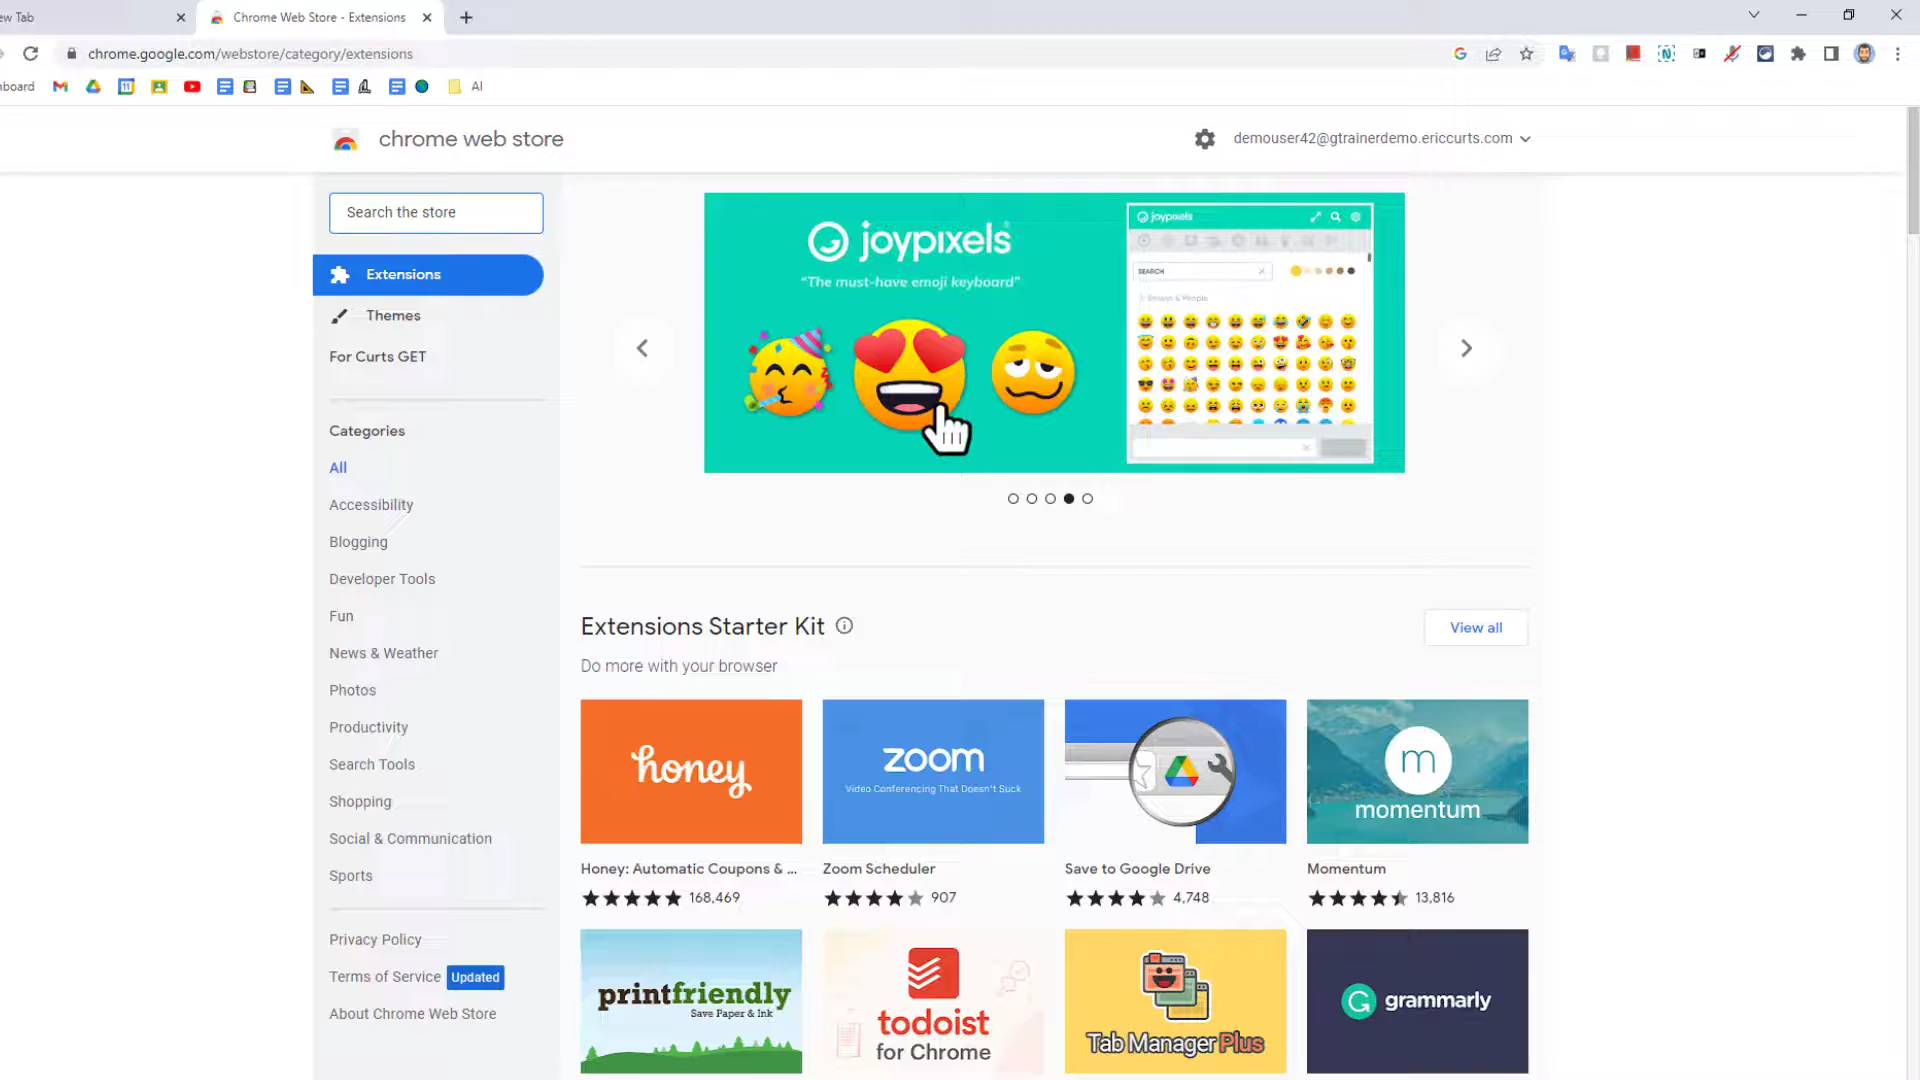 ew Tab
Chrome Web Store - Extensions
chrome.google.com/webstore/category/extensions
board
AI
chrome web store
demouser42@gtrainerdemo.ericcurts.com
Search the store
Extensions
Themes
For Curts GET
Categories
All
Accessibility
Blogging
Developer Tools
Fun
News & Weather
Photos
Productivity
Search Tools
Shopping
Social & Communication
Sports
Privacy Policy
Terms of Service Updated
About Chrome Web Store
joypixels
“The must-have emoji keyboard”
joypixels
SEARCH
Extensions Starter Kit
View all
Do more with your browser
honey
zoom
Video Conferencing That Doesn't Suck
m
momentum
Honey: Automatic Coupons & ...
Zoom Scheduler
Save to Google Drive
Momentum
168,469
907
4,748
13,816
printfriendly
Save Paper & Ink
todoist
for Chrome
Tab Manager Plus
grammarly